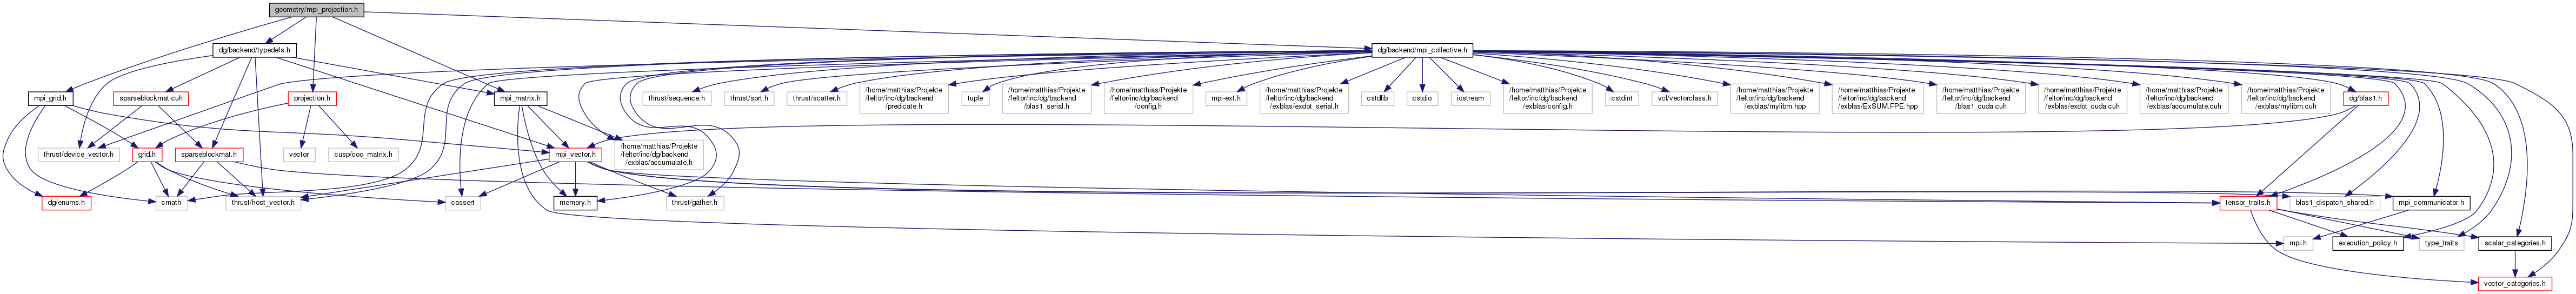 geometry/mpi_projection.h
dg/backend/typedefs.h
dg/backend/mpi_collective.h
mpi_grid.h
sparseblockmat.cuh
projection.h
mpi_matrix.h
thrust/sequence.h
thrust/sort.h
thrust/scatter.h
/home/matthias/Projekte
/feltor/inc/dg/backend
/predicate.h
tuple
/home/matthias/Projekte
/feltor/inc/dg/backend
/blas1_serial.h
/home/matthias/Projekte
/feltor/inc/dg/backend
/config.h
mpi-ext.h
/home/matthias/Projekte
/feltor/inc/dg/backend
/exblas/exdot_serial.h
cstdlib
cstdio
iostream
/home/matthias/Projekte
/feltor/inc/dg/backend
/exblas/config.h
cstdint
vcl/vectorclass.h
/home/matthias/Projekte
/feltor/inc/dg/backend
/exblas/mylibm.hpp
/home/matthias/Projekte
/feltor/inc/dg/backend
/exblas/ExSUM.FPE.hpp
/home/matthias/Projekte
/feltor/inc/dg/backend
/blas1_cuda.cuh
/home/matthias/Projekte
/feltor/inc/dg/backend
/exblas/exdot_cuda.cuh
/home/matthias/Projekte
/feltor/inc/dg/backend
/exblas/accumulate.cuh
/home/matthias/Projekte
/feltor/inc/dg/backend
/exblas/mylibm.cuh
dg/blas1.h
thrust/device_vector.h
grid.h
sparseblockmat.h
vector
cusp/coo_matrix.h
mpi_vector.h
/home/matthias/Projekte
/feltor/inc/dg/backend
/exblas/accumulate.h
dg/enums.h
cmath
thrust/host_vector.h
cassert
memory.h
thrust/gather.h
tensor_traits.h
blas1_dispatch_shared.h
mpi_communicator.h
mpi.h
execution_policy.h
type_traits
scalar_categories.h
vector_categories.h